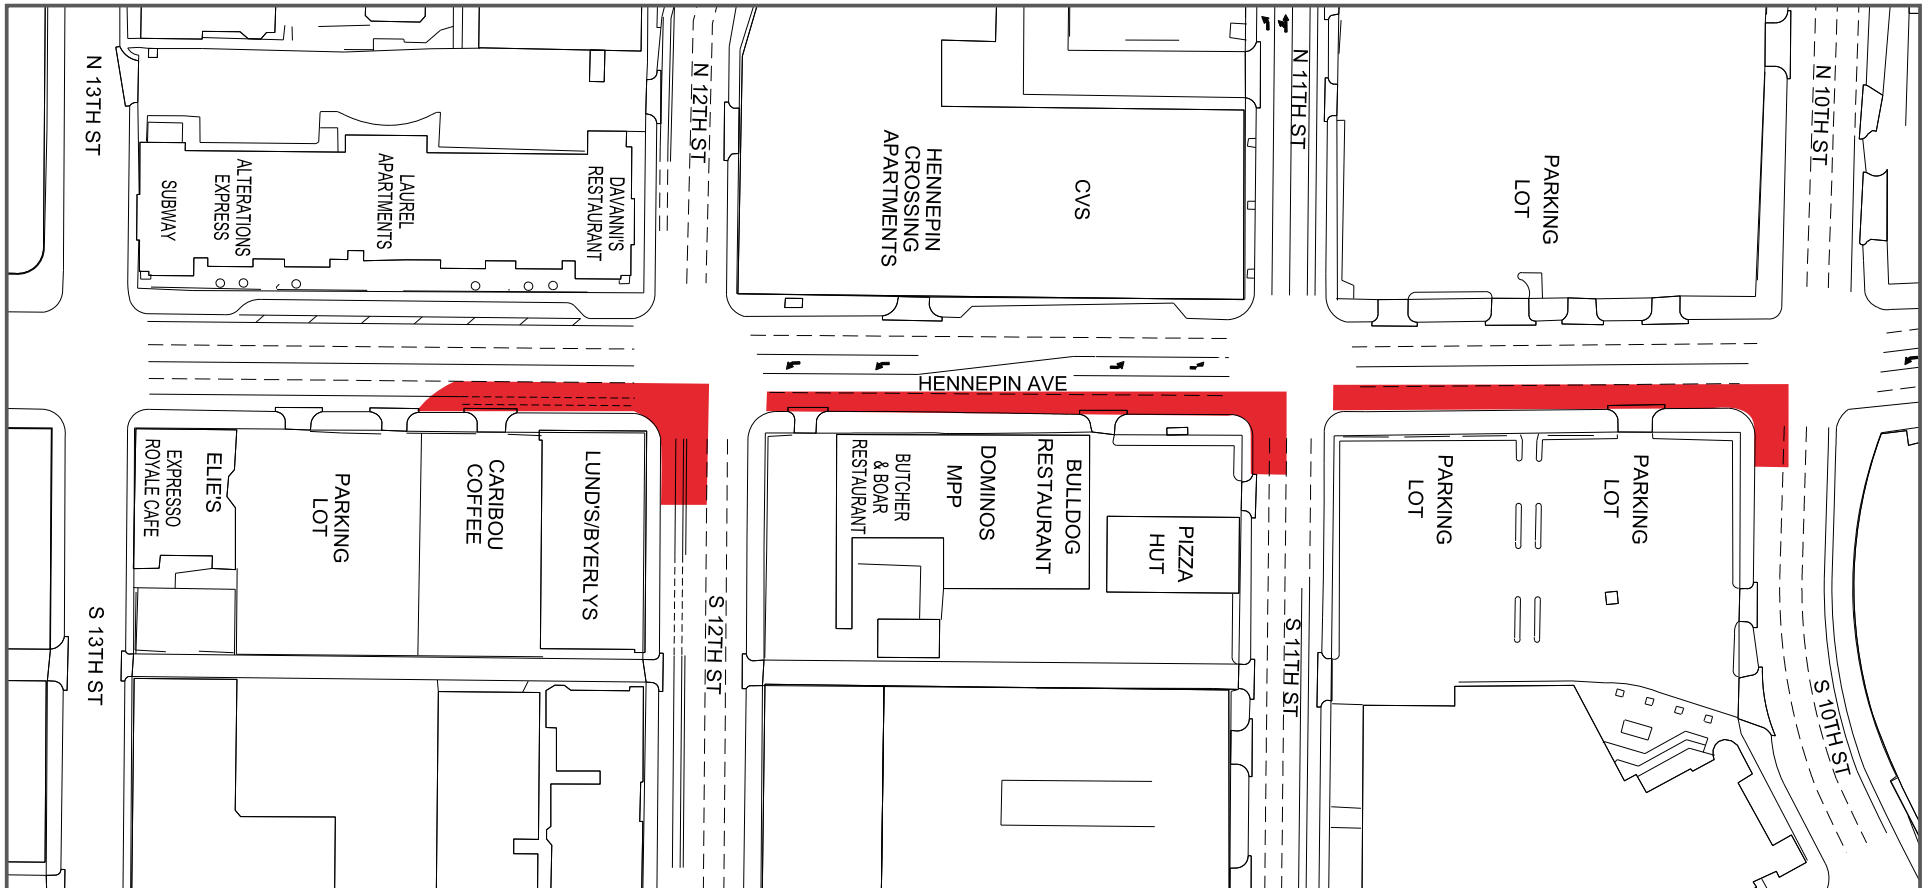 N 13TH ST
SUBWAY
ALTERATIONS
EXPRESS
LAUREL
APARTMENTS
DAVANNI'S
RESTAURANT
N 12TH ST
HENNEPIN
CROSSING
APARTMENTS
CVS
N 11TH ST
PARKING
LOT
N 10TH ST
HENNEPIN AVE
S 13TH ST
ELIE'S
EXPRESSO
ROYALE CAFE
PARKING
LOT
CARIBOU
COFFEE
LUND'S/BYERLYS
S 12TH ST
BUTCHER
& BOAR
RESTAURANT
DOMINOS
MPP
BULLDOG
RESTAURANT
PIZZA
HUT
S 11TH ST
PARKING
LOT
PARKING
LOT
S 10TH ST